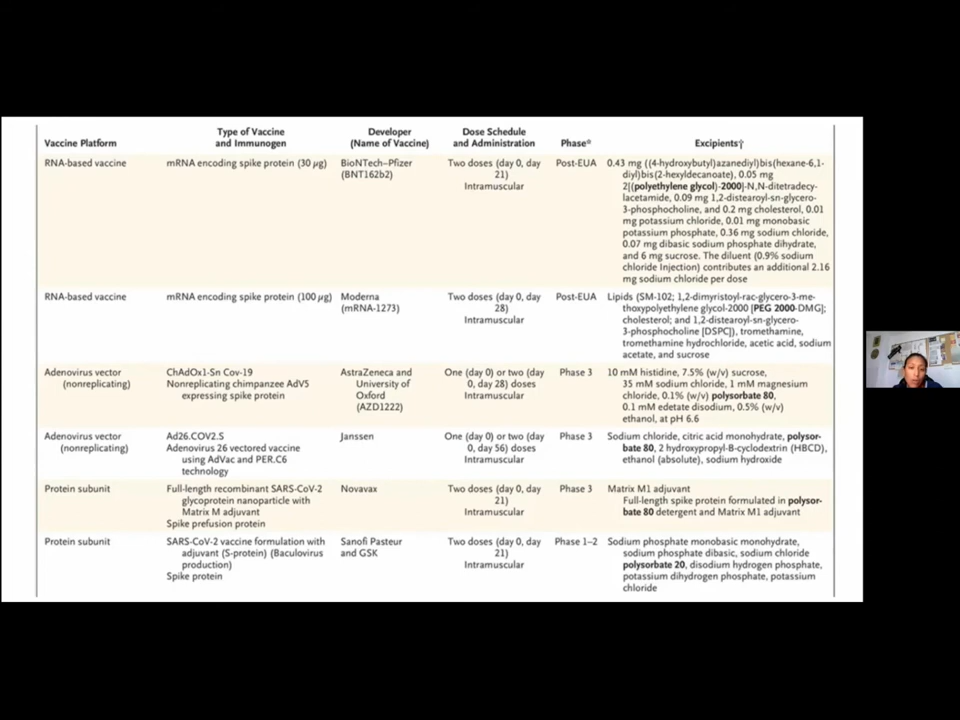 Vaccine Platform
Type of Vaccine and Immunogen
Developer (Name of Vaccine)
Dose Schedule and Administration
Phase*
Excipients†
RNA-based vaccine
mRNA encoding spike protein (30 µg)
BioNTech–Pfizer
(BNT162b2)
Two doses (day 0, day
21)
Intramuscular
Post-EUA
0.43 mg ((4-hydroxybutyl)azanediyl)bis(hexane-6,1-
diyl)bis(2-hexyldecanoate), 0.05 mg
2[(polyethylene glycol)-2000]-N,N-ditetradecy-
lacetamide, 0.09 mg 1,2-distearoyl-sn-glycero-
3-phosphocholine, and 0.2 mg cholesterol, 0.01
mg potassium chloride, 0.01 mg monobasic
potassium phosphate, 0.36 mg sodium chloride,
0.07 mg dibasic sodium phosphate dihydrate,
and 6 mg sucrose. The diluent (0.9% sodium
chloride Injection) contributes an additional 2.16
mg sodium chloride per dose
RNA-based vaccine
mRNA encoding spike protein (100 µg)
Moderna
(mRNA-1273)
Two doses (day 0, day
28)
Intramuscular
Post-EUA
Lipids (SM-102; 1,2-dimyristoyl-rac-glycero-3-me-
thoxypolyethylene glycol-2000 [PEG 2000-DMG];
cholesterol; and 1,2-distearoyl-sn-glycero-
3-phosphocholine [DSPC]), tromethamine,
tromethamine hydrochloride, acetic acid, sodium
acetate, and sucrose
Adenovirus vector
(nonreplicating)
ChAdOx1-Sn Cov-19
Nonreplicating chimpanzee AdV5
expressing spike protein
AstraZeneca and
University of
Oxford
(AZD1222)
One (day 0) or two (day
0, day 28) doses
Intramuscular
Phase 3
10 mM histidine, 7.5% (w/v) sucrose,
35 mM sodium chloride, 1 mM magnesium
chloride, 0.1% (w/v) polysorbate 80,
0.1 mM edetate disodium, 0.5% (w/v)
ethanol, at pH 6.6
Adenovirus vector
(nonreplicating)
Ad26.COV2.S
Adenovirus 26 vectored vaccine
using AdVac and PER.C6
technology
Janssen
One (day 0) or two (day
0, day 56) doses
Intramuscular
Phase 3
Sodium chloride, citric acid monohydrate, polysor-
bate 80, 2 hydroxypropyl-B-cyclodextrin (HBCD),
ethanol (absolute), sodium hydroxide
Protein subunit
Full-length recombinant SARS-CoV-2
glycoprotein nanoparticle with
Matrix M adjuvant
Spike prefusion protein
Novavax
Two doses (day 0, day
21)
Intramuscular
Phase 3
Matrix M1 adjuvant
Full-length spike protein formulated in polysor-
bate 80 detergent and Matrix M1 adjuvant
Protein subunit
SARS-CoV-2 vaccine formulation with
adjuvant (S-protein) (Baculovirus
production)
Spike protein
Sanofi Pasteur
and GSK
Two doses (day 0, day
21)
Intramuscular
Phase 1–2
Sodium phosphate monobasic monohydrate,
sodium phosphate dibasic, sodium chloride
polysorbate 20, disodium hydrogen phosphate,
potassium dihydrogen phosphate, potassium
chloride